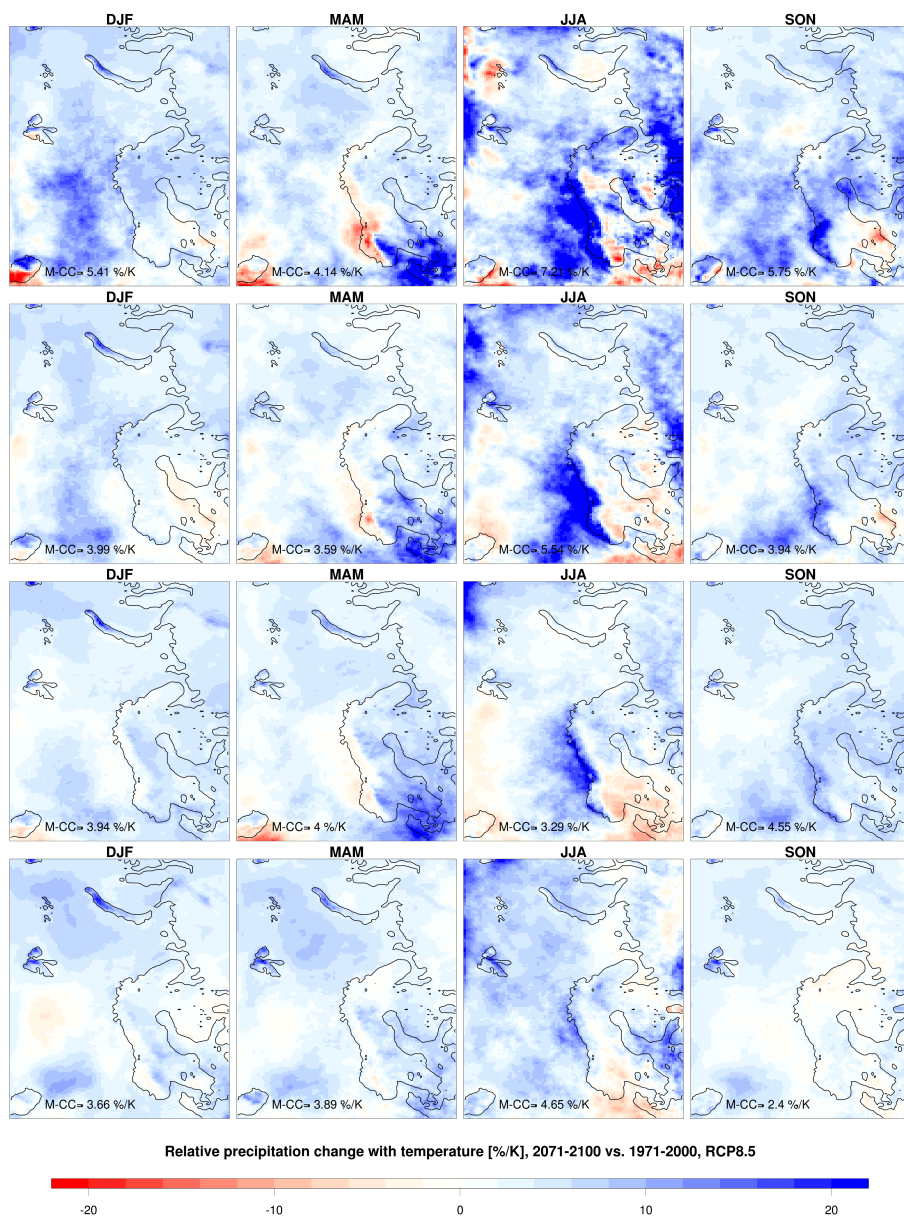 DJF MAM JJA SON
M-CC= 5.41 %/K M-CC= 4.14 %/K M-CC= 7.21 %/K M-CC= 5.75 %/K
DJF MAM JJA SON
M-CC= 3.99 %/K M-CC= 3.59 %/K M-CC= 5.54 %/K M-CC= 3.94 %/K
DJF MAM JJA SON
M-CC= 3.94 %/K M-CC= 4 %/K M-CC= 3.29 %/K M-CC= 4.55 %/K
DJF MAM JJA SON
M-CC= 3.66 %/K M-CC= 3.89 %/K M-CC= 4.65 %/K M-CC= 2.4 %/K
Relative precipitation change with temperature [%/K], 2071-2100 vs. 1971-2000, RCP8.5
-20 -10 0 10 20